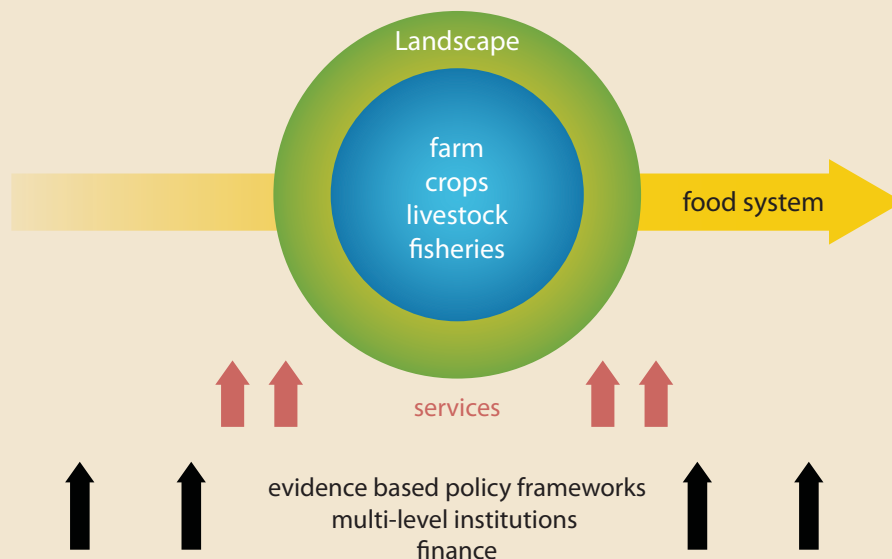 Landscape
farm
crops
livestock
fisheries
food system
services
evidence based policy frameworks
multi-level institutions
finance